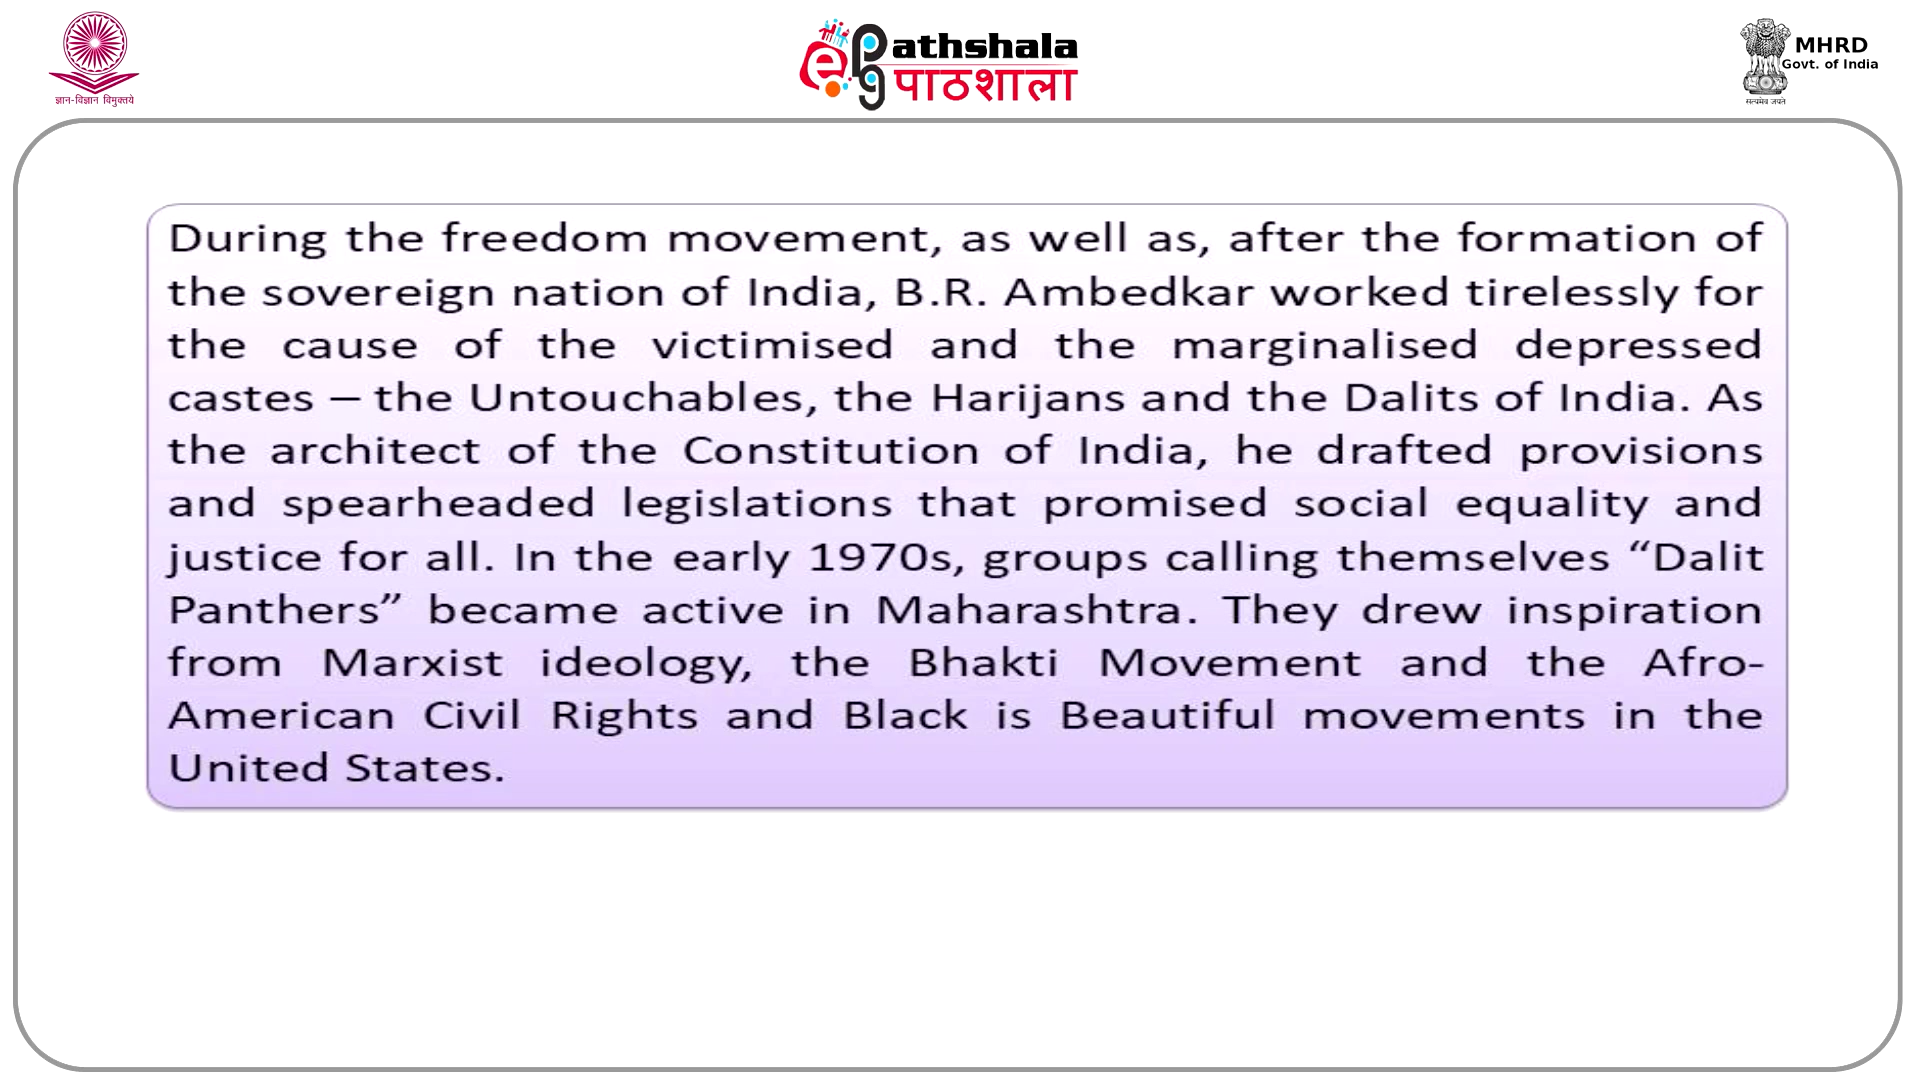 ज्ञान-विज्ञान विमुक्तये
e pg Pathshala
पाठशाला
MHRD
Govt. of India
सत्यमेव जयते
During the freedom movement, as well as, after the formation of
the sovereign nation of India, B.R. Ambedkar worked tirelessly for
the cause of the victimised and the marginalised depressed
castes – the Untouchables, the Harijans and the Dalits of India. As
the architect of the Constitution of India, he drafted provisions
and spearheaded legislations that promised social equality and
justice for all. In the early 1970s, groups calling themselves “Dalit
Panthers” became active in Maharashtra. They drew inspiration
from Marxist ideology, the Bhakti Movement and the Afro-
American Civil Rights and Black is Beautiful movements in the
United States.